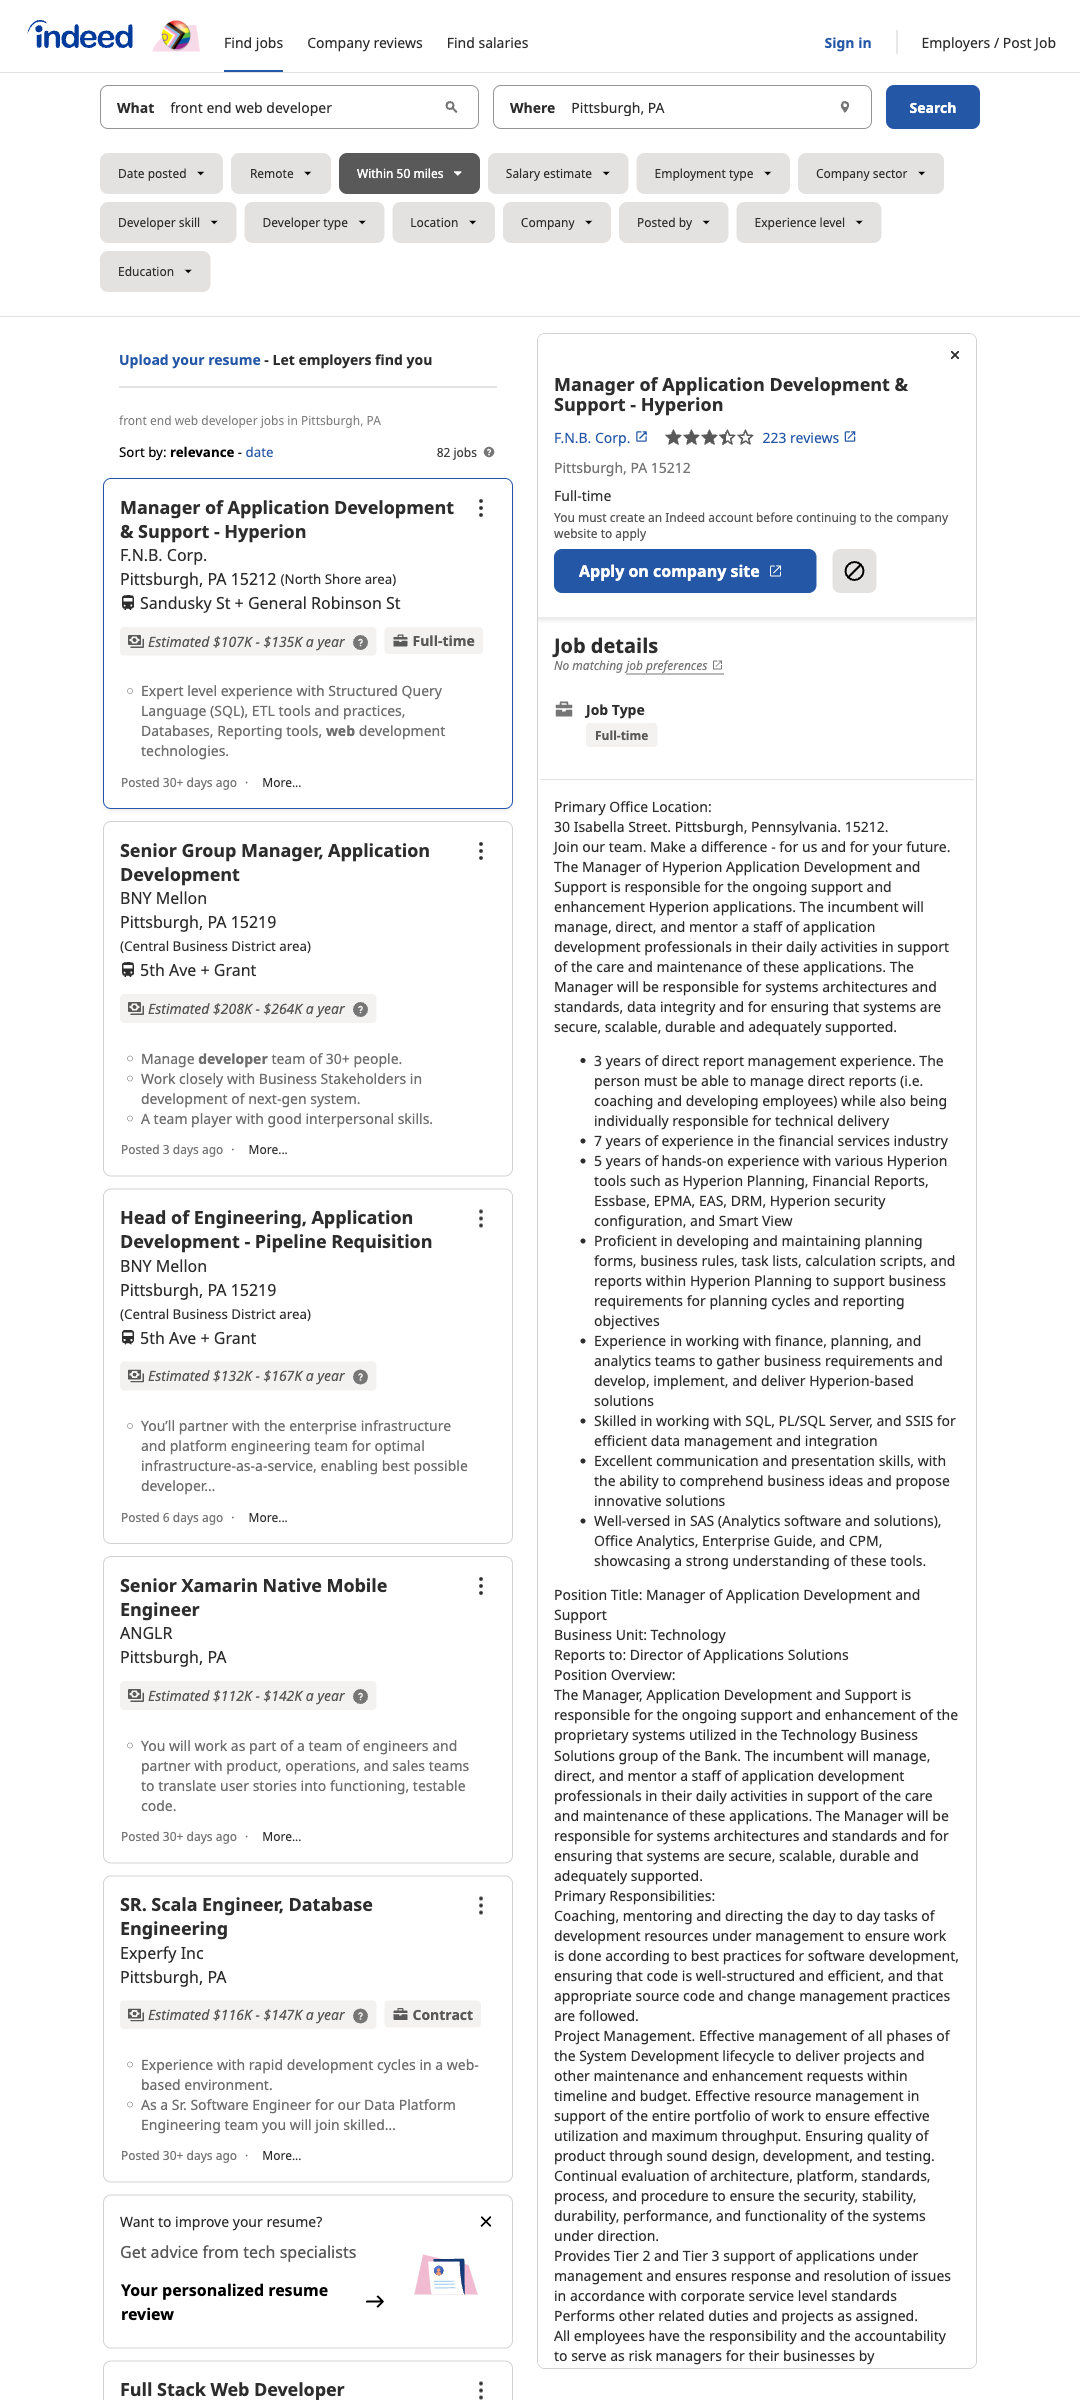 indeed
Find jobs
Company reviews
Find salaries
Sign in
Employers / Post Job
What front end web developer
Where Pittsburgh, PA
Search
Date posted
Remote
Within 50 miles
Salary estimate
Employment type
Company sector
Developer skill
Developer type
Location
Company
Posted by
Experience level
Education
Upload your resume - Let employers find you
front end web developer jobs in Pittsburgh, PA
Sort by: relevance - date
82 jobs
Manager of Application Development
& Support - Hyperion
F.N.B. Corp.
Pittsburgh, PA 15212 (North Shore area)
Sandusky St + General Robinson St
Estimated $107K - $135K a year
Full-time
Expert level experience with Structured Query
Language (SQL), ETL tools and practices,
Databases, Reporting tools, web development
technologies.
Posted 30+ days ago · More...
Senior Group Manager, Application
Development
BNY Mellon
Pittsburgh, PA 15219
(Central Business District area)
5th Ave + Grant
Estimated $208K - $264K a year
Manage developer team of 30+ people.
Work closely with Business Stakeholders in
development of next-gen system.
A team player with good interpersonal skills.
Posted 3 days ago · More...
Head of Engineering, Application
Development - Pipeline Requisition
BNY Mellon
Pittsburgh, PA 15219
(Central Business District area)
5th Ave + Grant
Estimated $132K - $167K a year
You’ll partner with the enterprise infrastructure
and platform engineering team for optimal
infrastructure-as-a-service, enabling best possible
developer…
Posted 6 days ago · More...
Senior Xamarin Native Mobile
Engineer
ANGLR
Pittsburgh, PA
Estimated $112K - $142K a year
You will work as part of a team of engineers and
partner with product, operations, and sales teams
to translate user stories into functioning, testable
code.
Posted 30+ days ago · More...
SR. Scala Engineer, Database
Engineering
Experfy Inc
Pittsburgh, PA
Estimated $116K - $147K a year
Contract
Experience with rapid development cycles in a web-
based environment.
As a Sr. Software Engineer for our Data Platform
Engineering team you will join skilled…
Posted 30+ days ago · More...
Want to improve your resume?
Get advice from tech specialists
Your personalized resume
review
Full Stack Web Developer
Manager of Application Development &
Support - Hyperion
F.N.B. Corp.
223 reviews
Pittsburgh, PA 15212
Full-time
You must create an Indeed account before continuing to the company
website to apply
Apply on company site
Job details
No matching job preferences
Job Type
Full-time
Primary Office Location:
30 Isabella Street. Pittsburgh, Pennsylvania. 15212.
Join our team. Make a difference - for us and for your future.
The Manager of Hyperion Application Development and
Support is responsible for the ongoing support and
enhancement Hyperion applications. The incumbent will
manage, direct, and mentor a staff of application
development professionals in their daily activities in support
of the care and maintenance of these applications. The
Manager will be responsible for systems architectures and
standards, data integrity and for ensuring that systems are
secure, scalable, durable and adequately supported.
3 years of direct report management experience. The
person must be able to manage direct reports (i.e.
coaching and developing employees) while also being
individually responsible for technical delivery
7 years of experience in the financial services industry
5 years of hands-on experience with various Hyperion
tools such as Hyperion Planning, Financial Reports,
Essbase, EPMA, EAS, DRM, Hyperion security
configuration, and Smart View
Proficient in developing and maintaining planning
forms, business rules, task lists, calculation scripts, and
reports within Hyperion Planning to support business
requirements for planning cycles and reporting
objectives
Experience in working with finance, planning, and
analytics teams to gather business requirements and
develop, implement, and deliver Hyperion-based
solutions
Skilled in working with SQL, PL/SQL Server, and SSIS for
efficient data management and integration
Excellent communication and presentation skills, with
the ability to comprehend business ideas and propose
innovative solutions
Well-versed in SAS (Analytics software and solutions),
Office Analytics, Enterprise Guide, and CPM,
showcasing a strong understanding of these tools.
Position Title: Manager of Application Development and
Support
Business Unit: Technology
Reports to: Director of Applications Solutions
Position Overview:
The Manager, Application Development and Support is
responsible for the ongoing support and enhancement of the
proprietary systems utilized in the Technology Business
Solutions group of the Bank. The incumbent will manage,
direct, and mentor a staff of application development
professionals in their daily activities in support of the care
and maintenance of these applications. The Manager will be
responsible for systems architectures and standards and for
ensuring that systems are secure, scalable, durable and
adequately supported.
Primary Responsibilities:
Coaching, mentoring and directing the day to day tasks of
development resources under management to ensure work
is done according to best practices for software development,
ensuring that code is well-structured and efficient, and that
appropriate source code and change management practices
are followed.
Project Management. Effective management of all phases of
the System Development lifecycle to deliver projects and
other maintenance and enhancement requests within
timeline and budget. Effective resource management in
support of the entire portfolio of work to ensure effective
utilization and maximum throughput. Ensuring quality of
product through sound design, development, and testing.
Continual evaluation of architecture, platform, standards,
process, and procedure to ensure the security, stability,
durability, performance, and functionality of the systems
under direction.
Provides Tier 2 and Tier 3 support of applications under
management and ensures response and resolution of issues
in accordance with corporate service level standards
Performs other related duties and projects as assigned.
All employees have the responsibility and the accountability
to serve as risk managers for their businesses by